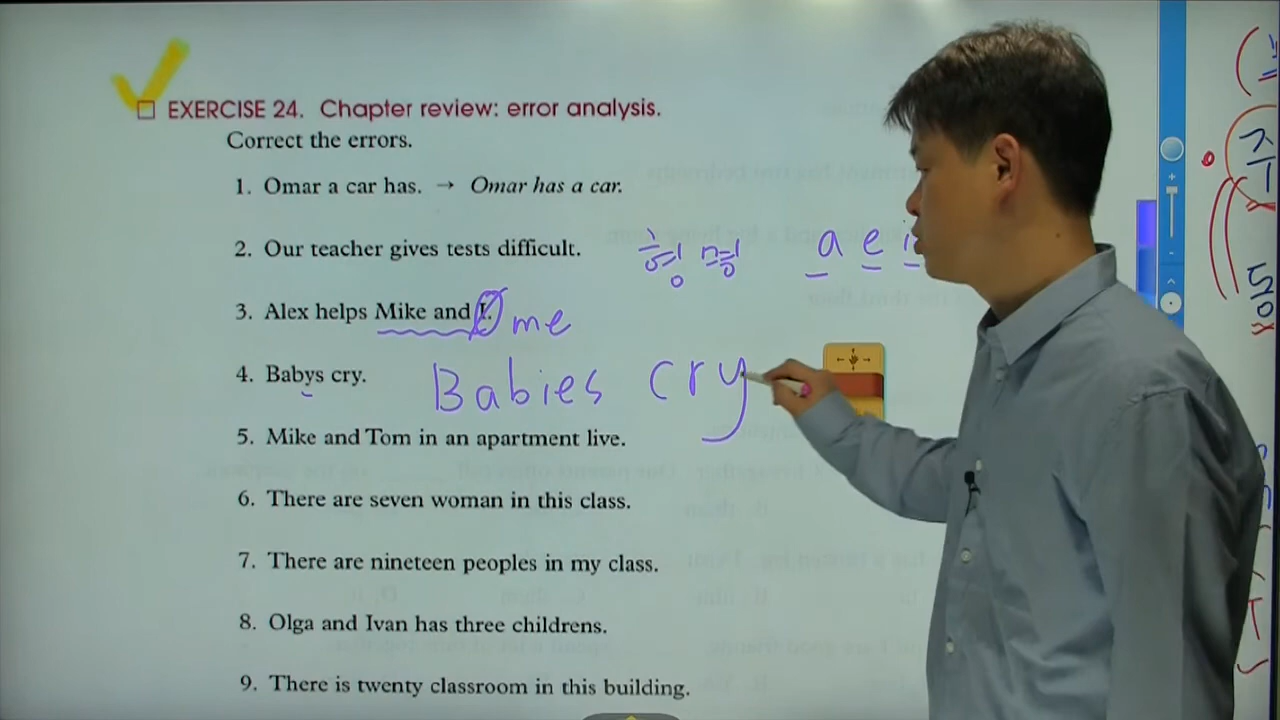 □ EXERCISE 24. Chapter review: error analysis.
Correct the errors.
1. Omar a car has. → Omar has a car.
2. Our teacher gives tests difficult.
형 명 a e i
3. Alex helps Mike and I. me
4. Babys cry. Babies cry
5. Mike and Tom in an apartment live.
6. There are seven woman in this class.
7. There are nineteen peoples in my class.
8. Olga and Ivan has three childrens.
9. There is twenty classroom in this building.